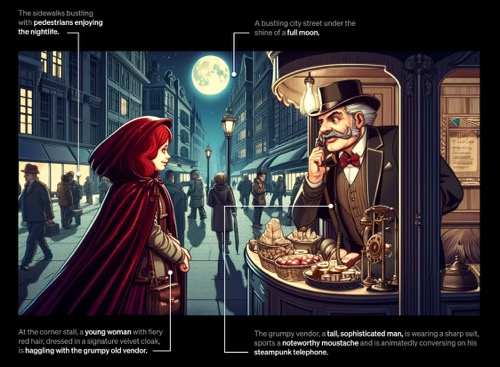 The sidewalks bustling
with pedestrians enjoying
the nightlife.
A bustling city street under the
shine of a full moon.
At the corner stall, a young woman with fiery
red hair, dressed in a signature velvet cloak,
is haggling with the grumpy old vendor.
The grumpy vendor, a tall, sophisticated man, is wearing a sharp suit,
sports a noteworthy moustache and is animatedly conversing on his
steampunk telephone.